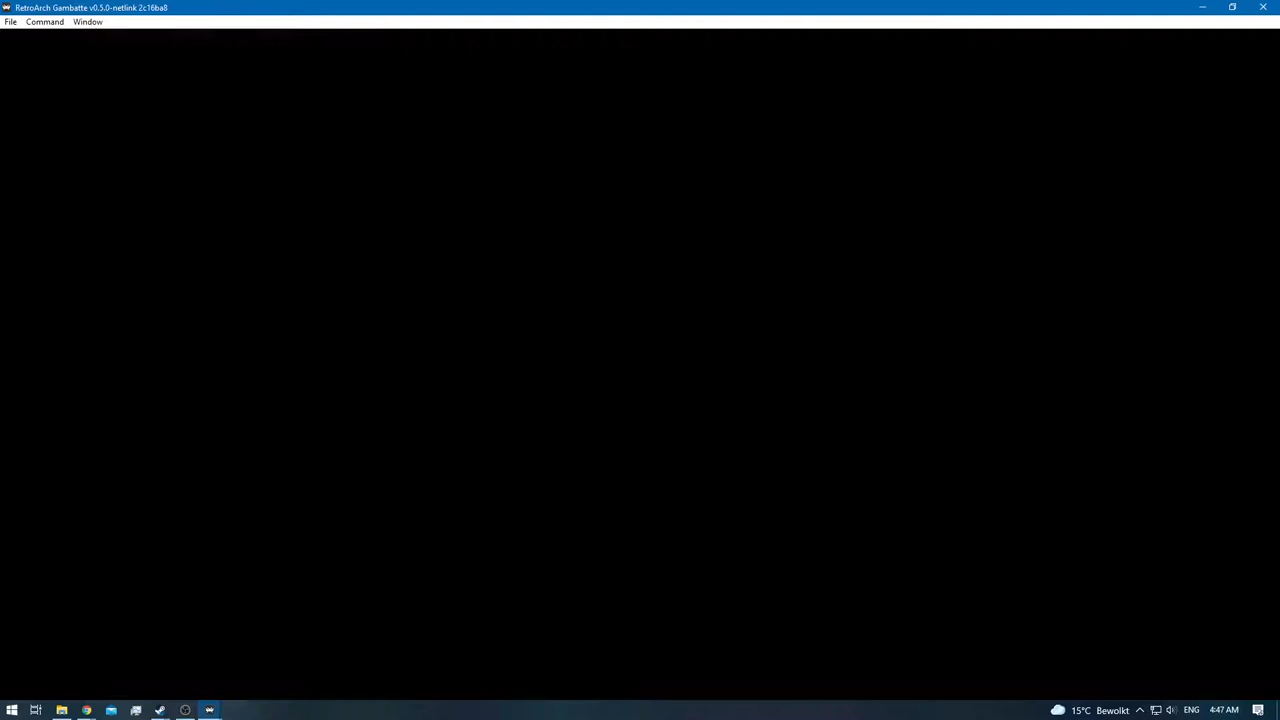 RetroArch Gambatte v0.5.0-netlink 2c16ba8
File Command Window
15°C Bewolkt ENG 4:47 AM